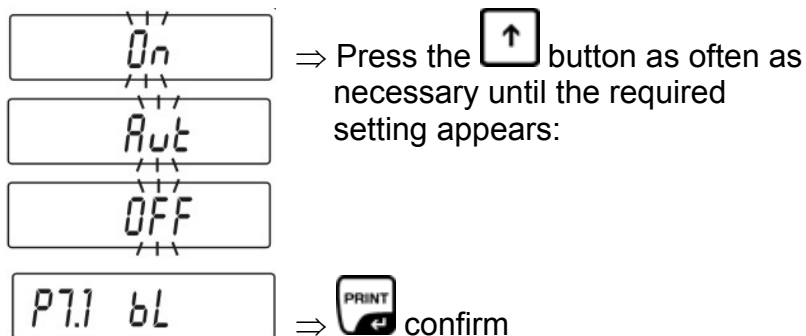 On
⇒ Press the ↑ button as often as
necessary until the required
setting appears:
Aut
OFF
P7.1 bL
⇒ PRINT confirm